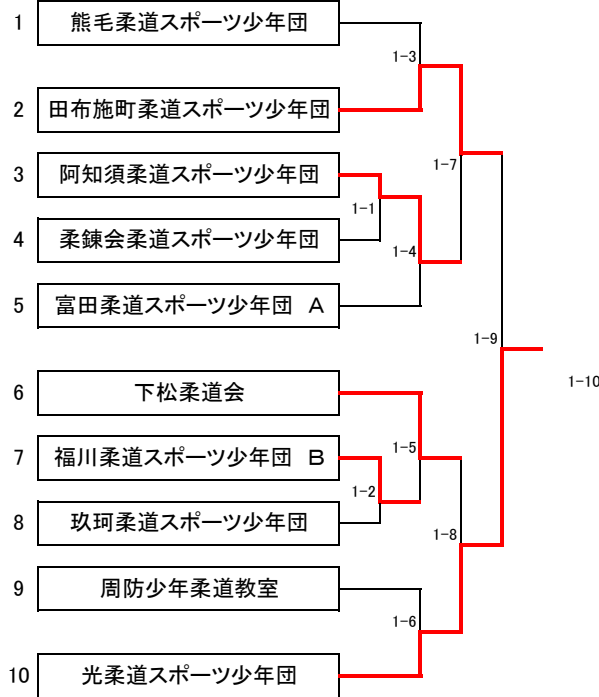 1 熊毛柔道スポーツ少年団
1-3
2 田布施町柔道スポーツ少年団
3 阿知須柔道スポーツ少年団
1-7
1-1
4 柔錬会柔道スポーツ少年団
1-4
5 富田柔道スポーツ少年団 A
1-9
1-10
6 下松柔道会
1-5
7 福川柔道スポーツ少年団 B
1-2
8 玖珂柔道スポーツ少年団
1-8
9 周防少年柔道教室
1-6
10 光柔道スポーツ少年団